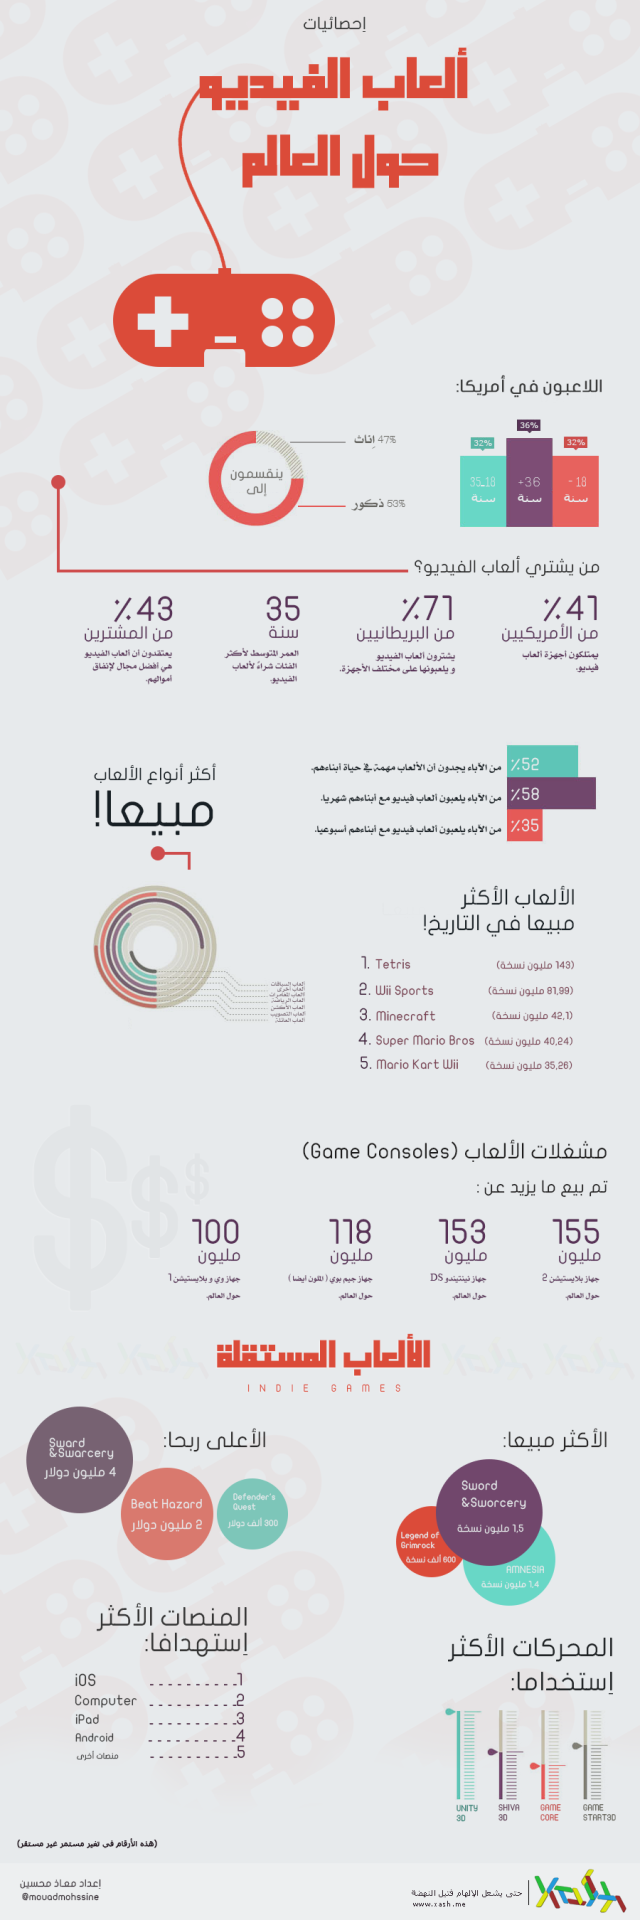 إحصائيات
ألعاب الفيديو
حول العالم
اللاعبون في أمريكا:
36%
32%
32%
- 18
سنة
+36
سنة
35_18
سنة
ينقسمون
إلى
47% إناث
53% ذكور
من يشتري ألعاب الفيديو؟
٪41
من الأمريكيين
يمتلكون أجهزة ألعاب
فيديو.
٪71
من البريطانيين
يشترون ألعاب الفيديو
و يلعبونها على مختلف الأجهزة.
35
سنة
العمر المتوسط لأكثر
الفئات شراءً لألعاب
الفيديو.
٪43
من المشترين
يعتقدون أن ألعاب الفيديو
هي أفضل مجال لإنفاق
أموالهم.
٪52 من الآباء يجدون أن الألعاب مهمة في حياة أبناءهم.
٪58 من الآباء يلعبون ألعاب فيديو مع أبناءهم شهريا.
٪35 من الآباء يلعبون ألعاب فيديو مع أبناءهم أسبوعيا.
أكثر أنواع الألعاب
مبيعا!
ألعاب السباقات
ألعاب أخرى
ألعاب المغامرات
ألعاب الرياضة
ألعاب الأكشن
ألعاب التصويب
ألعاب العائلة
الألعاب الأكثر
مبيعا في التاريخ!
1. Tetris (143 مليون نسخة)
2. Wii Sports (81,99 مليون نسخة)
3. Minecraft (42,1 مليون نسخة)
4. Super Mario Bros (40,24 مليون نسخة)
5. Mario Kart Wii (35,26 مليون نسخة)
مشغلات الألعاب (Game Consoles)
تم بيع ما يزيد عن :
155
مليون
جهاز بلايستيشن 2
حول العالم.
153
مليون
جهاز نينتيندو DS
حول العالم.
118
مليون
جهاز جيم بوي ( الملون أيضا )
حول العالم.
100
مليون
جهاز وي و بلايستيشن 1
حول العالم.
الألعاب المستقلة
INDIE GAMES
الأكثر مبيعا:
Sword
&Sworcery
1,5 مليون نسخة
Legend of
Grimrock
600 ألف نسخة
AMNESIA
1,4 مليون نسخة
الأعلى ربحا:
Sward
&Swarcery
4 مليون دولار
Beat Hazard
2 مليون دولار
Defender's
Quest
300 ألف دولار
المنصات الأكثر
إستهدافا:
iOS ..........1
Computer ..........2
iPad ..........3
Android ..........4
منصات أخرى ..........5
المحركات الأكثر
إستخداما:
UNITY
3D
SHIVA
3D
GAME
CORE
GAME
START3D
(هذه الأرقام في تغير مستمر غير مستقر)
إعداد معاذ محسين
@mouadmohssine
حتى يشعل الإلهام فتيل النهضة
www.xash.me